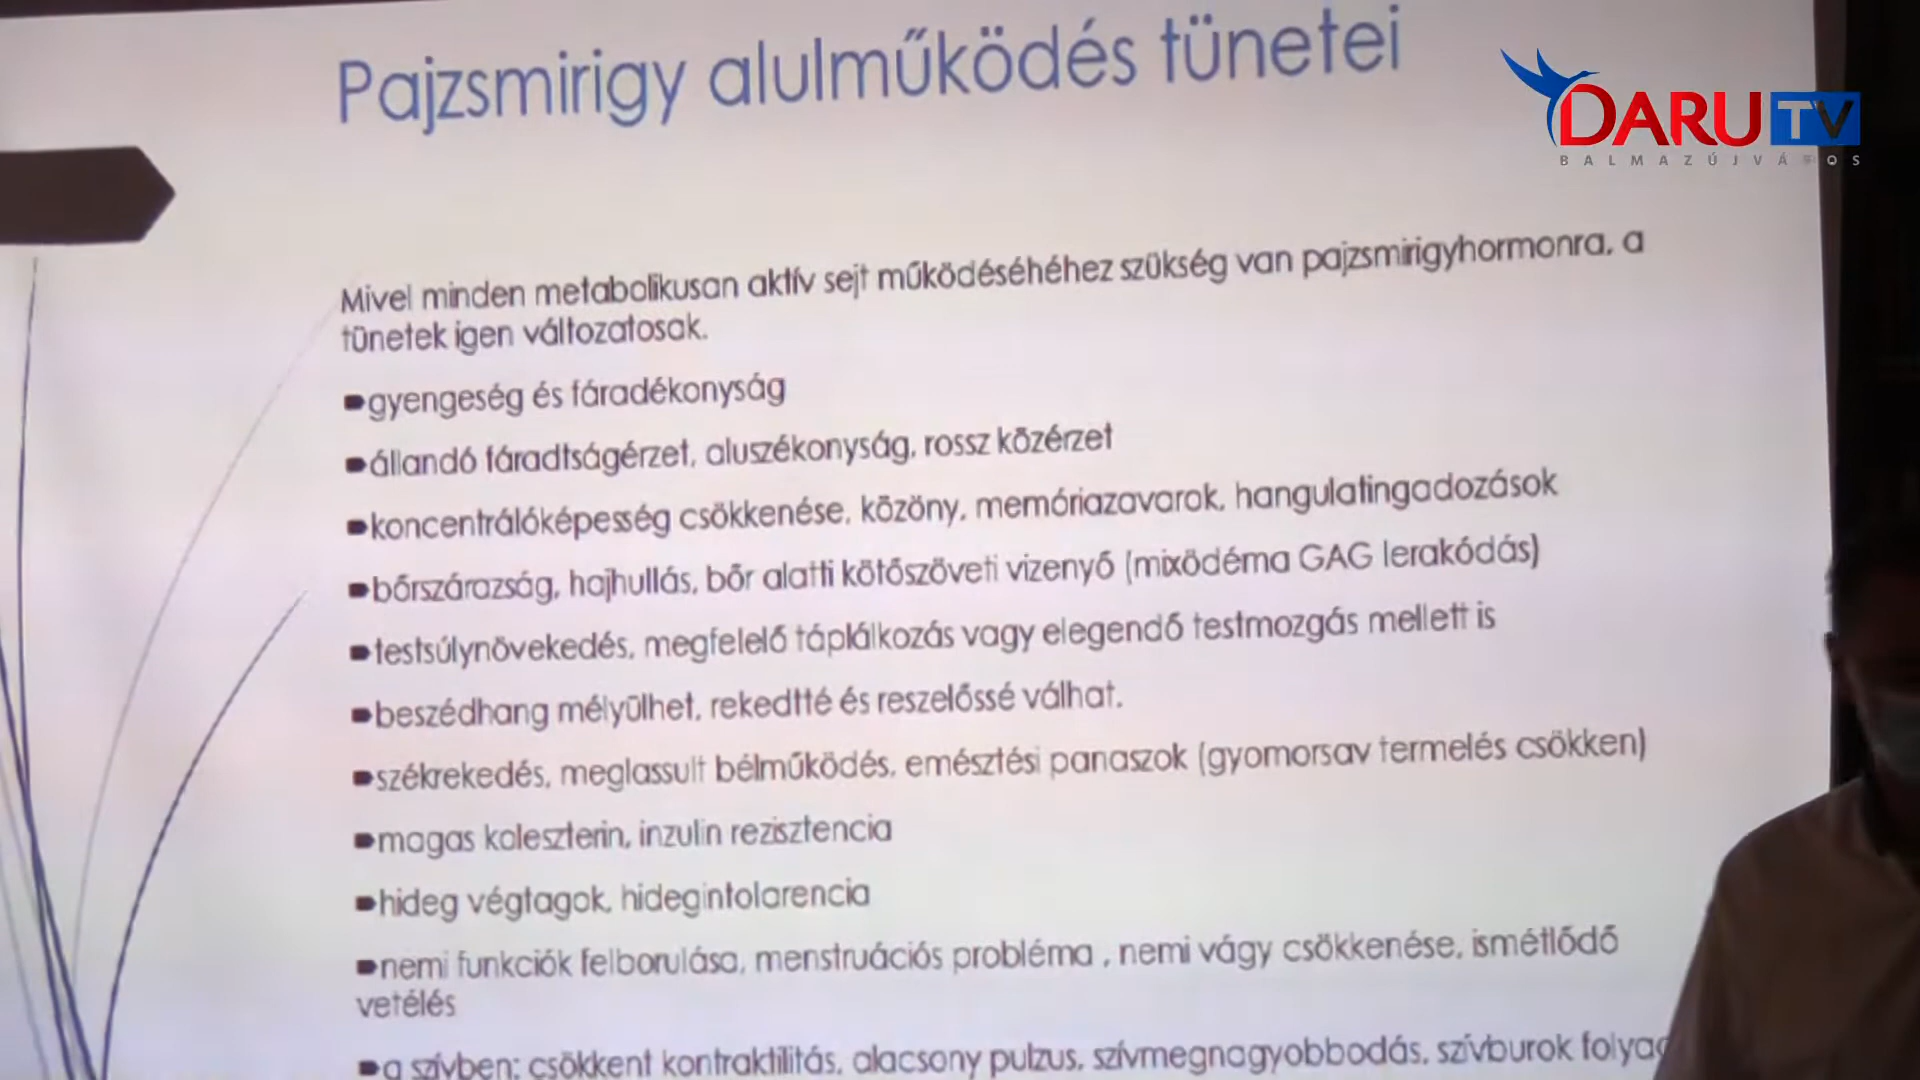 Pajzsmirigy alulműködés tünetei
DARU TV
BALMAZÚJVÁROS
Mivel minden metabolikusan aktív sejt működéséhéhez szükség van pajzsmirigyhormonra, a
tünetek igen változatosak.
gyengeség és fáradékonyság
állandó fáradtságérzet, aluszékonyság, rossz közérzet
koncentrálóképesség csökkenése, közöny, memóriazavarok, hangulatingadozások
bőrszárazság, hajhullás, bőr alatti kötőszöveti vizenyő (mixödéma GAG lerakódás)
testsúlynövekedés, megfelelő táplálkozás vagy elegendő testmozgás mellett is
beszédhang mélyülhet, rekedtté és reszelőssé válhat.
székrekedés, meglassult bélműködés, emésztési panaszok (gyomorsav termelés csökken)
magas koleszterin, inzulin rezisztencia
hideg végtagok, hidegintolarencia
nemi funkciók felborulása, menstruációs probléma , nemi vágy csökkenése, ismétlődő
vetélés
a szívben: csökkent kontraktilitás, alacsony pulzus, szívmegnagyobbodás, szívburok